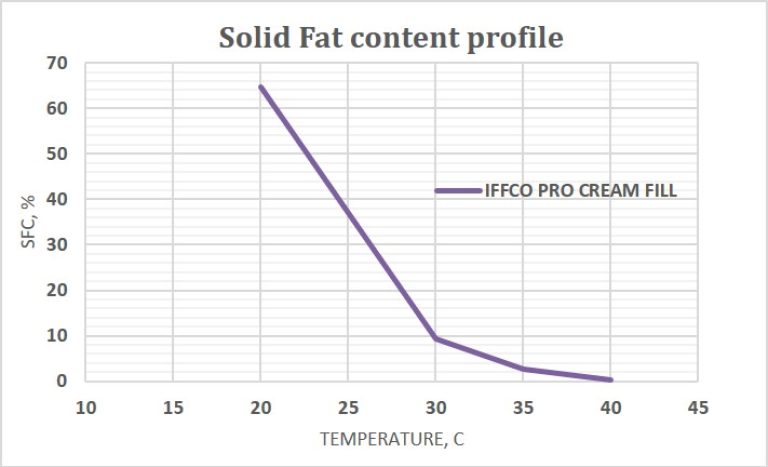 Solid Fat content profile
70
60
50
40
30
20
10
0
SFC, %
IFFCO PRO CREAM FILL
10 15 20 25 30 35 40 45
TEMPERATURE, C